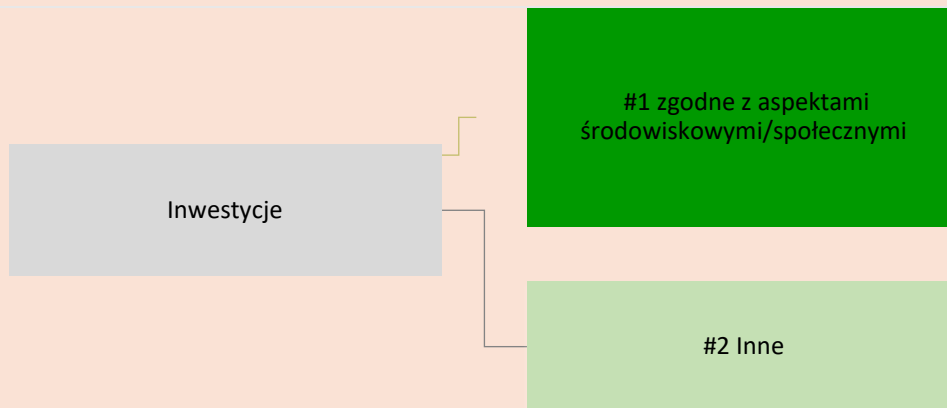 #1 zgodne z aspektami
środowiskowymi/społecznymi
Inwestycje
#2 Inne